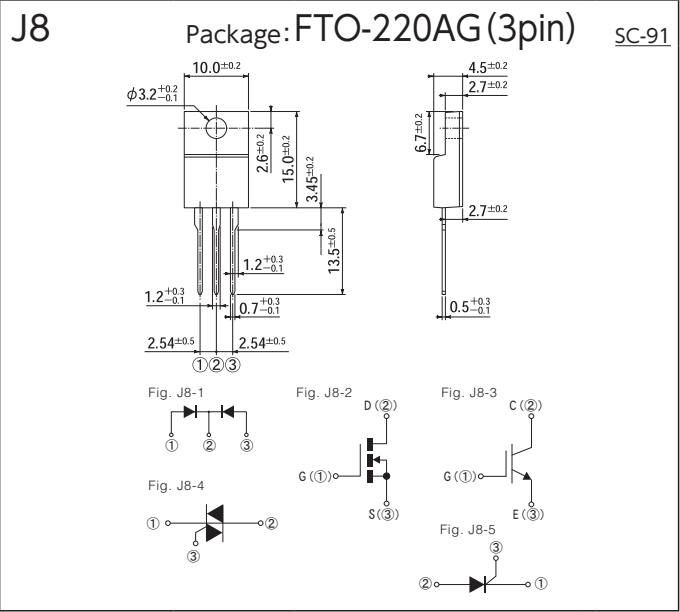 J8 Package:FTO-220AG(3pin) SC-91
10.0±0.2
φ3.2+0.2−0.1
2.6±0.2
15.0±0.2
3.45±0.2
13.5±0.5
1.2+0.3−0.1
1.2+0.3−0.1
0.7+0.3−0.1
2.54±0.5 2.54±0.5
①②③
4.5±0.2
2.7±0.2
6.7±0.2
2.7±0.2
0.5+0.3−0.1
Fig. J8-1
① ② ③
Fig. J8-2
D(②)
G(①)
S(③)
Fig. J8-3
C(②)
G(①)
E(③)
Fig. J8-4
① ②
③
Fig. J8-5
③
② ①